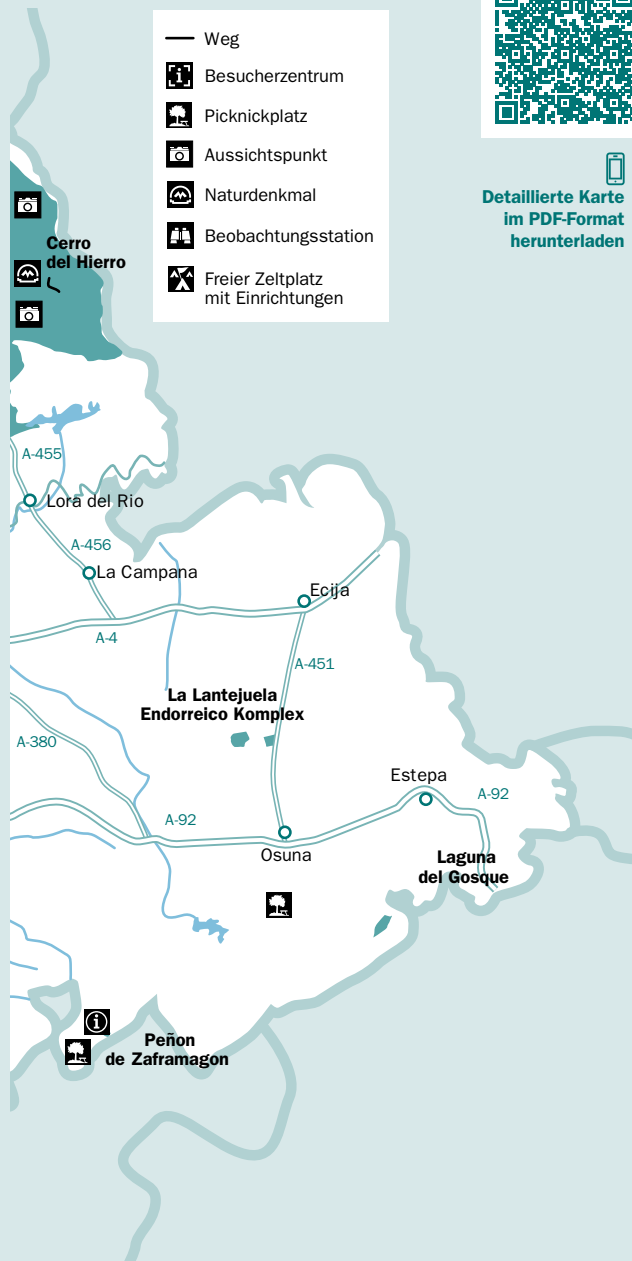 Weg
Besucherzentrum
Picknickplatz
Aussichtspunkt
Naturdenkmal
Beobachtungsstation
Freier Zeltplatz
mit Einrichtungen
Detaillierte Karte
im PDF-Format
herunterladen
Cerro
del Hierro
A-455
Lora del Rio
A-456
La Campana
Ecija
A-4
A-451
La Lantejuela
Endorreico Komplex
A-380
Estepa
A-92
A-92
Osuna
Laguna
del Gosque
Peñon
de Zaframagon